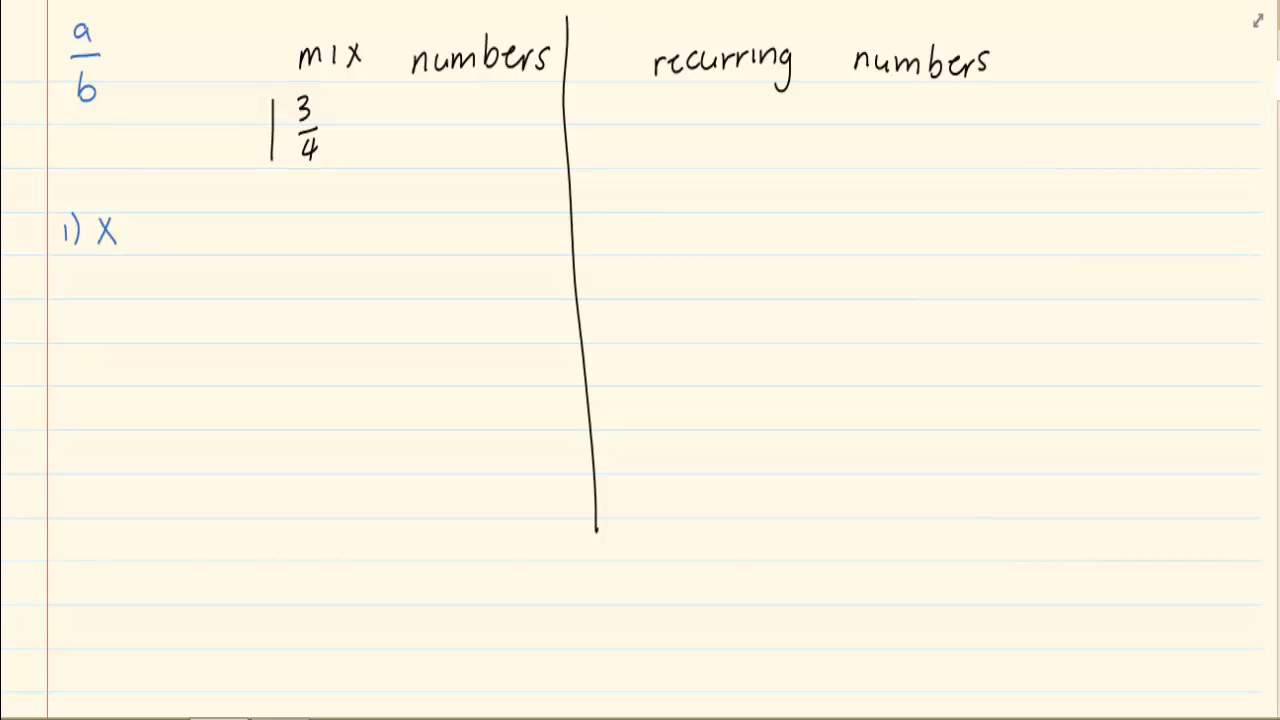 a/b
mix numbers
recurring numbers
1 3/4
1) x